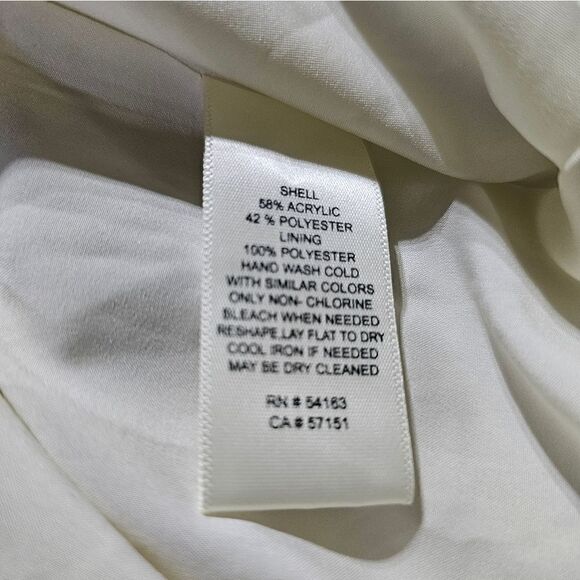 SHELL
58% ACRYLIC
42 % POLYESTER
LINING
100% POLYESTER
HAND WASH COLD
WITH SIMILAR COLORS
ONLY NON- CHLORINE
BLEACH WHEN NEEDED
RESHAPE,LAY FLAT TO DRY
COOL IRON IF NEEDED
MAY BE DRY CLEANED
RN # 54163
CA # 57151